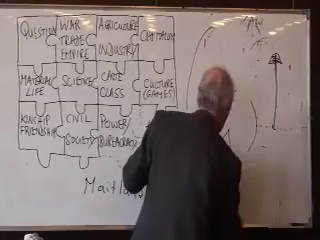 QUESTION
WAR
TRADE
EMPIRE
AGRICULTURE
INDUSTRY
CAPITALISM
MATERIAL
LIFE
SCIENCE
CASTE
CLASS
CULTURE
(GAMES)
KINSHIP
FRIENDSHIP
CIVIL
SOCIETY
POWER
BUREAUCRACY
Maitla